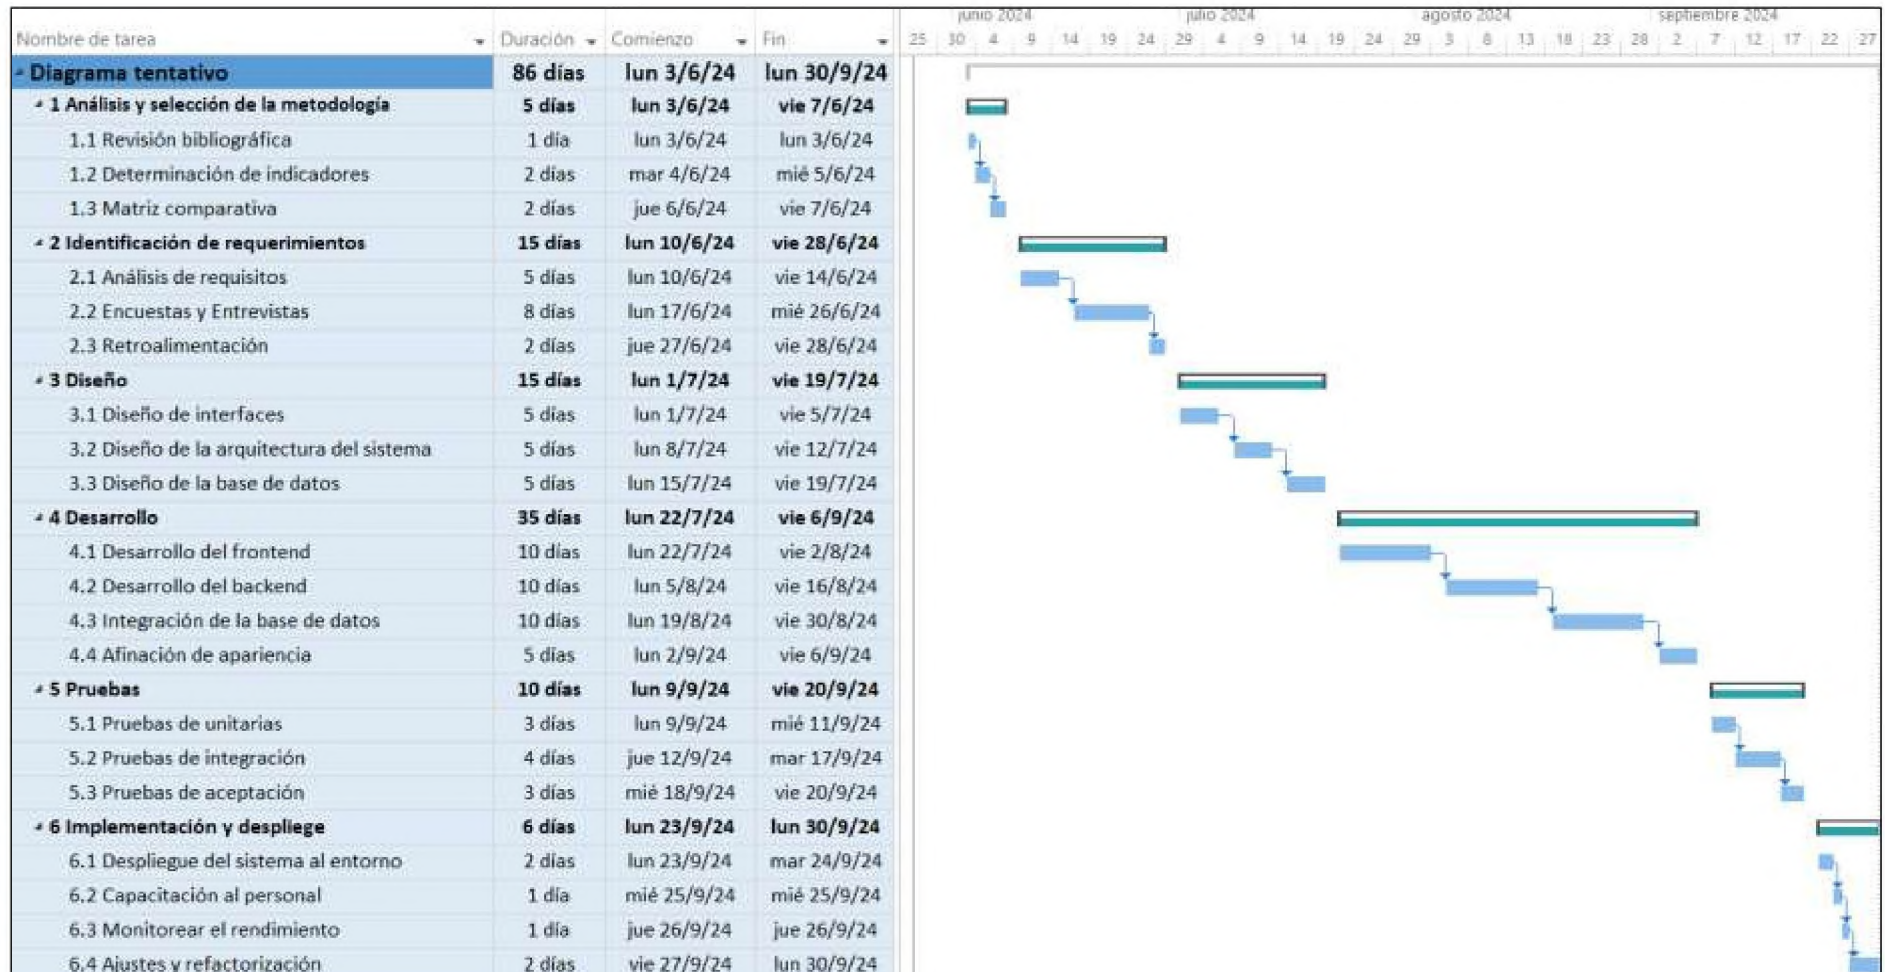 junio 2024 julio 2024 agosto 2024 septiembre 2024
Nombre de tarea Duración Comienzo Fin 25 30 4 9 14 19 24 29 4 9 14 19 24 29 3 8 13 18 23 28 2 7 12 17 22 27
Diagrama tentativo 86 días lun 3/6/24 lun 30/9/24
1 Análisis y selección de la metodología 5 días lun 3/6/24 vie 7/6/24
1.1 Revisión bibliográfica 1 día lun 3/6/24 lun 3/6/24
1.2 Determinación de indicadores 2 días mar 4/6/24 mié 5/6/24
1.3 Matriz comparativa 2 días jue 6/6/24 vie 7/6/24
2 Identificación de requerimientos 15 días lun 10/6/24 vie 28/6/24
2.1 Análisis de requisitos 5 días lun 10/6/24 vie 14/6/24
2.2 Encuestas y Entrevistas 8 días lun 17/6/24 mié 26/6/24
2.3 Retroalimentación 2 días jue 27/6/24 vie 28/6/24
3 Diseño 15 días lun 1/7/24 vie 19/7/24
3.1 Diseño de interfaces 5 días lun 1/7/24 vie 5/7/24
3.2 Diseño de la arquitectura del sistema 5 días lun 8/7/24 vie 12/7/24
3.3 Diseño de la base de datos 5 días lun 15/7/24 vie 19/7/24
4 Desarrollo 35 días lun 22/7/24 vie 6/9/24
4.1 Desarrollo del frontend 10 días lun 22/7/24 vie 2/8/24
4.2 Desarrollo del backend 10 días lun 5/8/24 vie 16/8/24
4.3 Integración de la base de datos 10 días lun 19/8/24 vie 30/8/24
4.4 Afinación de apariencia 5 días lun 2/9/24 vie 6/9/24
5 Pruebas 10 días lun 9/9/24 vie 20/9/24
5.1 Pruebas de unitarias 3 días lun 9/9/24 mié 11/9/24
5.2 Pruebas de integración 4 días jue 12/9/24 mar 17/9/24
5.3 Pruebas de aceptación 3 días mié 18/9/24 vie 20/9/24
6 Implementación y despliege 6 días lun 23/9/24 lun 30/9/24
6.1 Despliegue del sistema al entorno 2 días lun 23/9/24 mar 24/9/24
6.2 Capacitación al personal 1 día mié 25/9/24 mié 25/9/24
6.3 Monitorear el rendimiento 1 día jue 26/9/24 jue 26/9/24
6.4 Ajustes y refactorización 2 días vie 27/9/24 lun 30/9/24